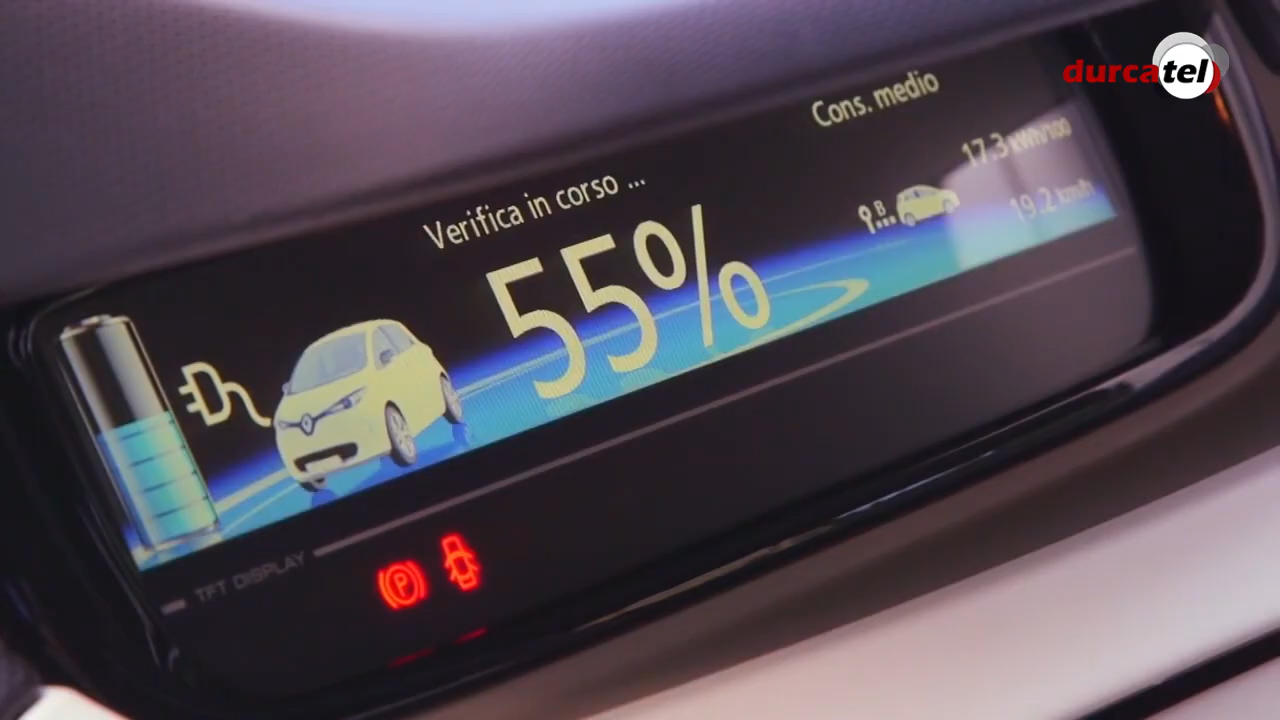 durcatel
Cons. medio
17.3 kWh/100
Verifica in corso ...
B
19.2 km/h
55%
TFT DISPLAY
P